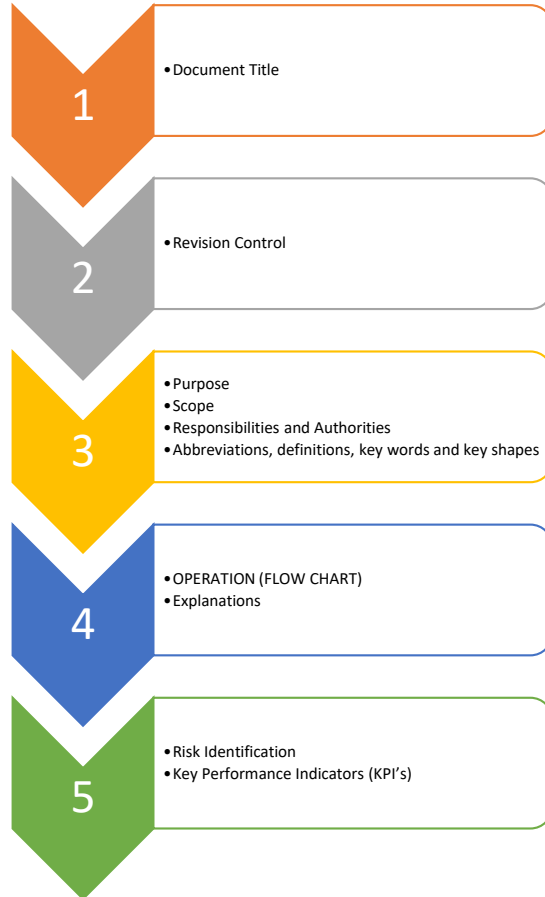 1
•Document Title
2
•Revision Control
3
•Purpose
•Scope
•Responsibilities and Authorities
•Abbreviations, definitions, key words and key shapes
4
•OPERATION (FLOW CHART)
•Explanations
5
•Risk Identification
•Key Performance Indicators (KPI's)